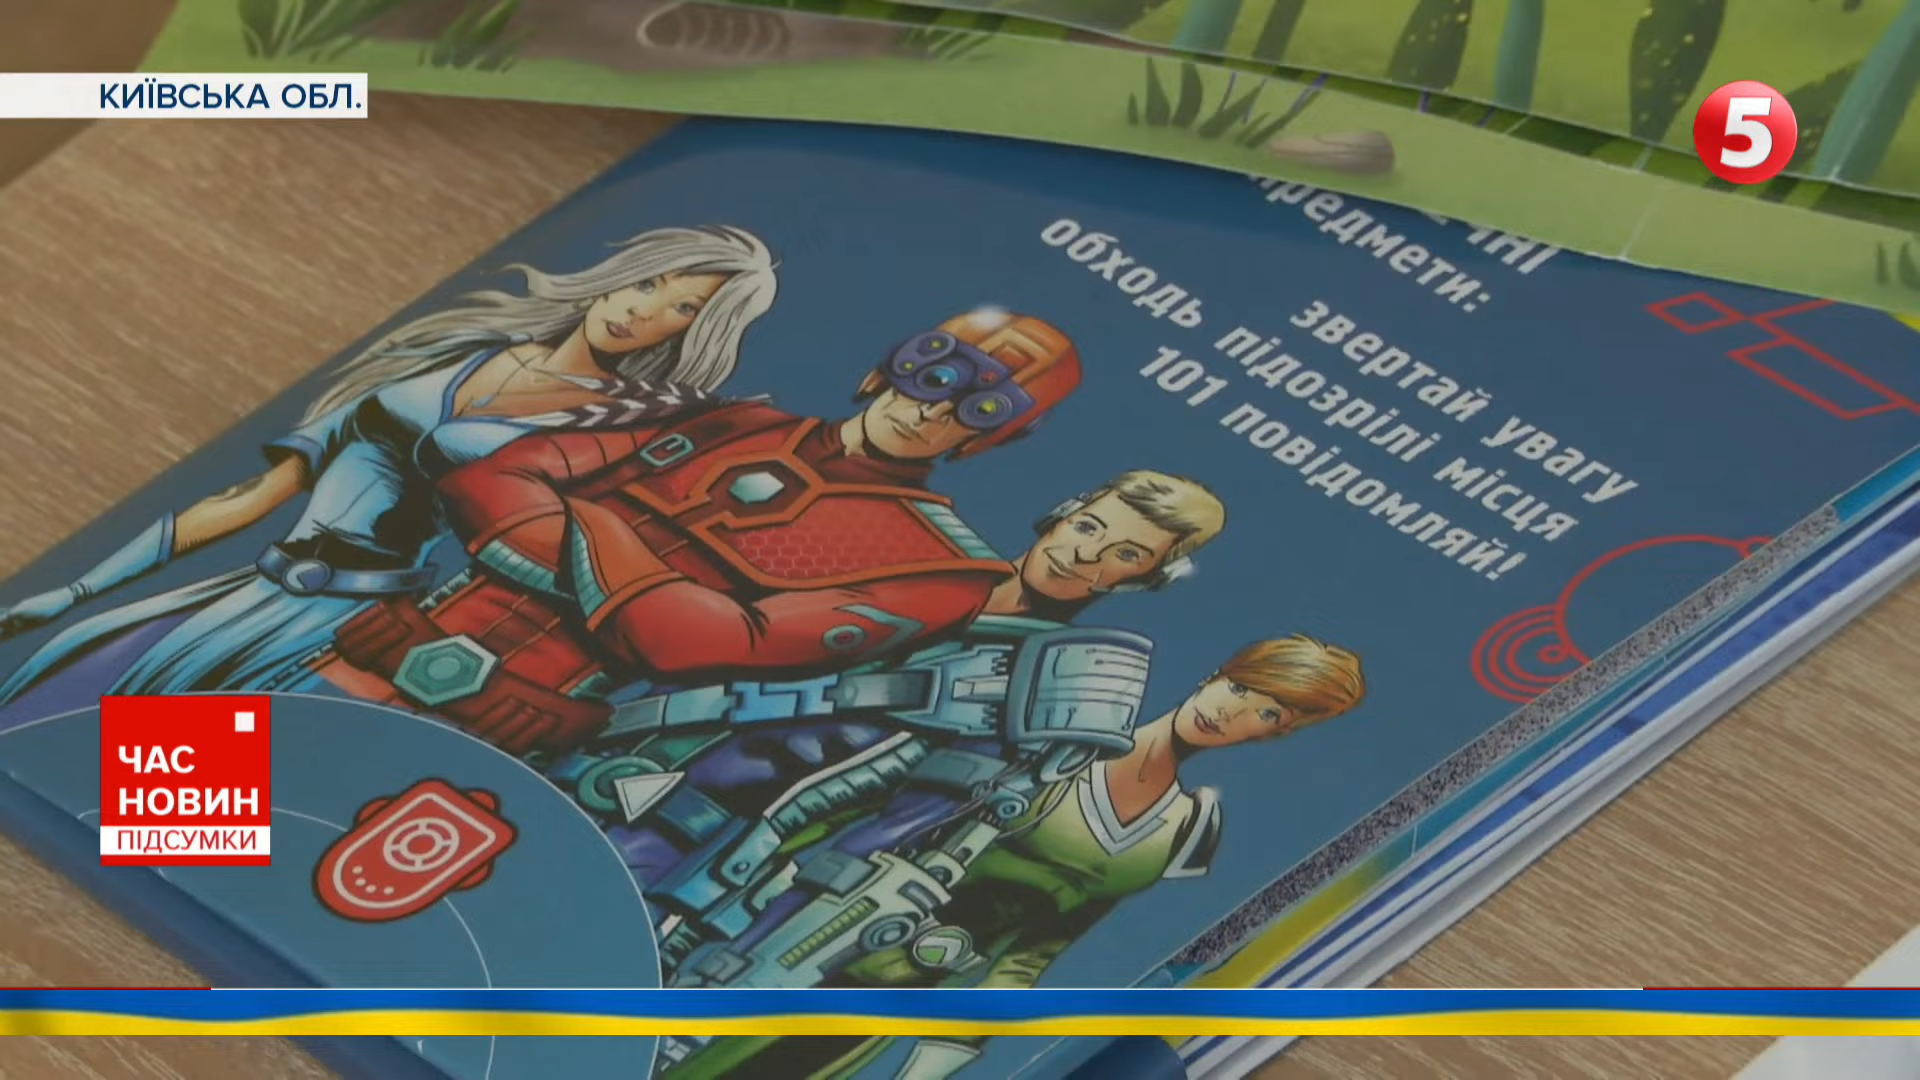 КИЇВСЬКА ОБЛ.
5
предмети:
звертай увагу
обходь підозрілі місця
101 повідомляй!
ЧАС
НОВИН
ПІДСУМКИ